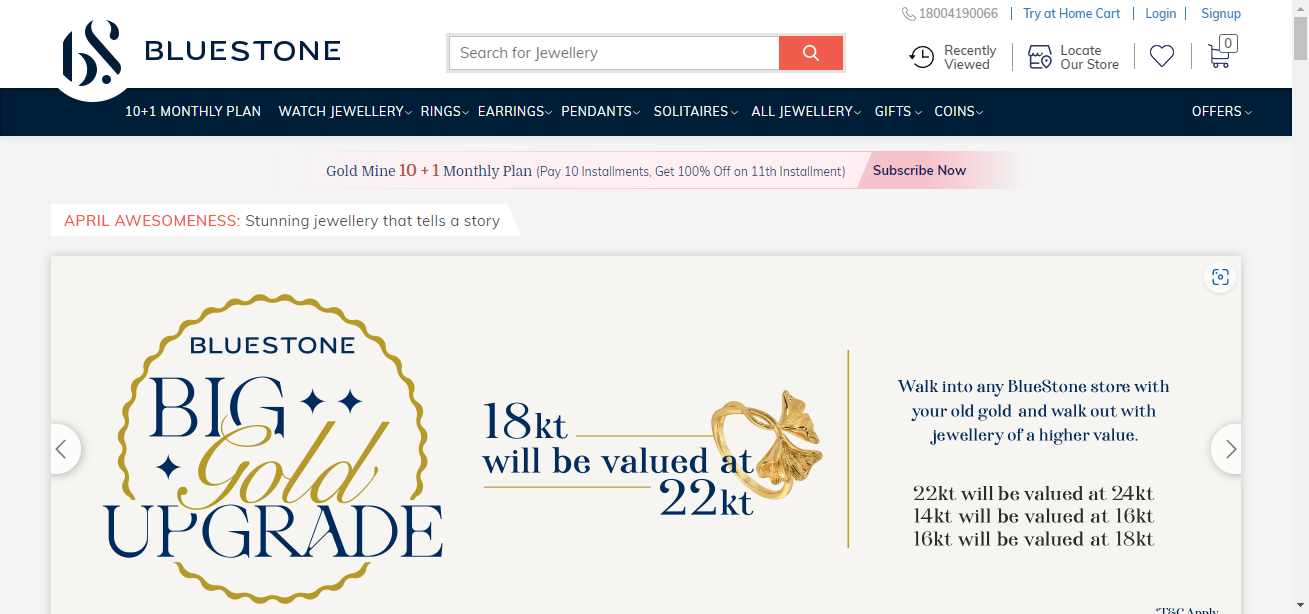 18004190066
Try at Home Cart
Login
Signup
BLUESTONE
Search for Jewellery
Recently
Viewed
Locate
Our Store
0
10+1 MONTHLY PLAN
WATCH JEWELLERY
RINGS
EARRINGS
PENDANTS
SOLITAIRES
ALL JEWELLERY
GIFTS
COINS
OFFERS
Gold Mine 10 + 1 Monthly Plan (Pay 10 Installments, Get 100% Off on 11th Installment)
Subscribe Now
APRIL AWESOMENESS: Stunning jewellery that tells a story
BLUESTONE
BIG
Gold
UPGRADE
18kt
will be valued at
22kt
Walk into any BlueStone store with
your old gold and walk out with
jewellery of a higher value.
22kt will be valued at 24kt
14kt will be valued at 16kt
16kt will be valued at 18kt
*T&C Apply